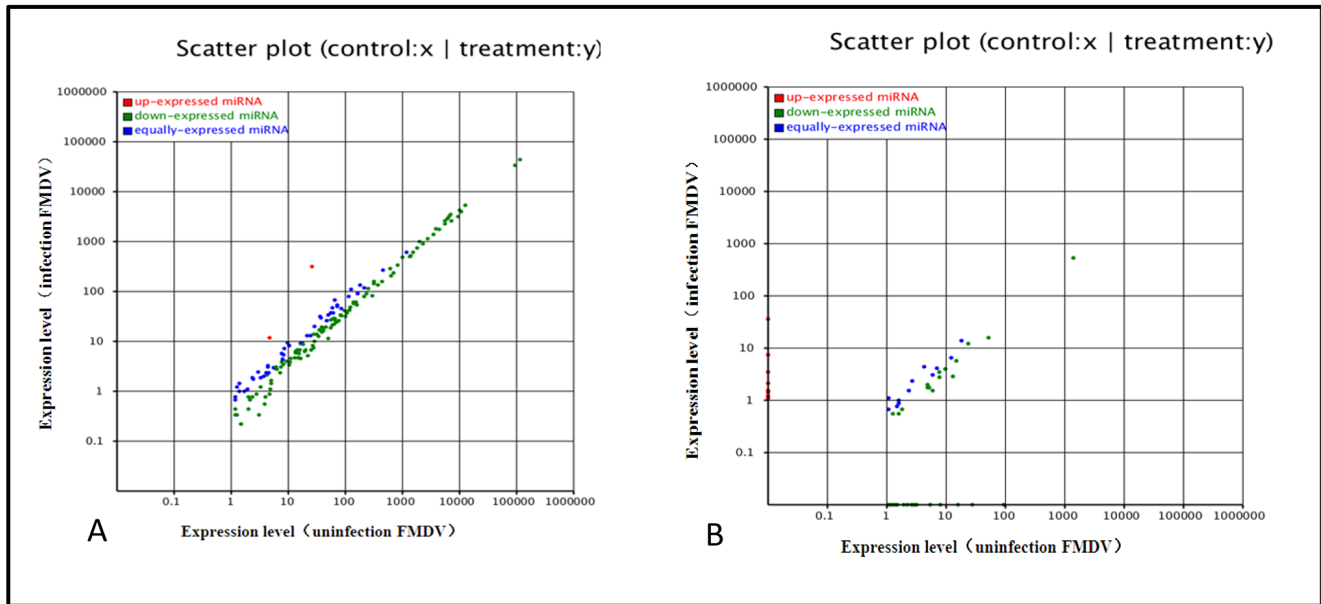 Scatter plot (control:x | treatment:y)
up-expressed miRNA
down-expressed miRNA
equally-expressed miRNA
1000000
100000
10000
1000
100
10
1
0.1
Expression level（infection FMDV）
0.1 1 10 100 1000 10000 100000 1000000
Expression level（uninfection FMDV）
A
Scatter plot (control:x | treatment:y)
up-expressed miRNA
down-expressed miRNA
equally-expressed miRNA
1000000
100000
10000
1000
100
10
1
0.1
Expression level（infection FMDV）
0.1 1 10 100 1000 10000 100000 1000000
Expression level（uninfection FMDV）
B